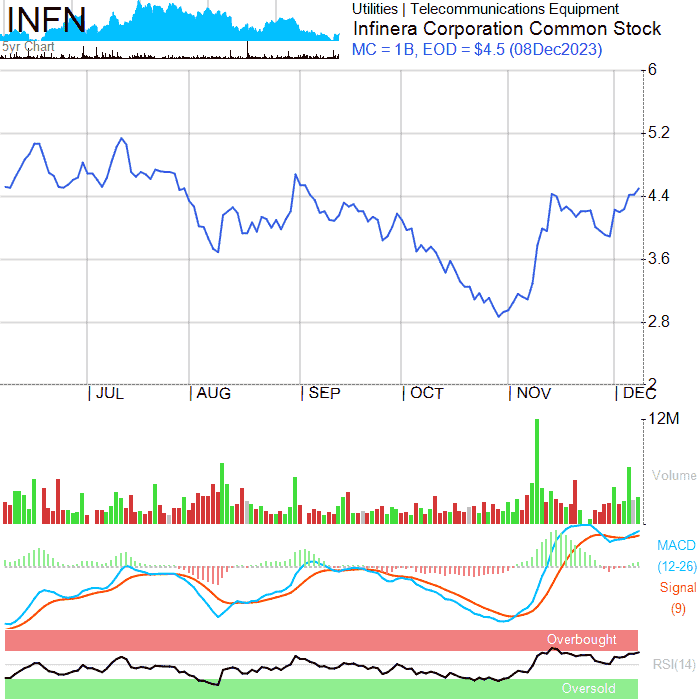 INFN
5yr Chart
Utilities | Telecommunications Equipment
Infinera Corporation Common Stock
MC = 1B, EOD = $4.5 (08Dec2023)
6
5.2
4.4
3.6
2.8
2
JUL AUG SEP OCT NOV DEC
12M
Volume
MACD
(12-26)
Signal
(9)
Overbought
RSI(14)
Oversold